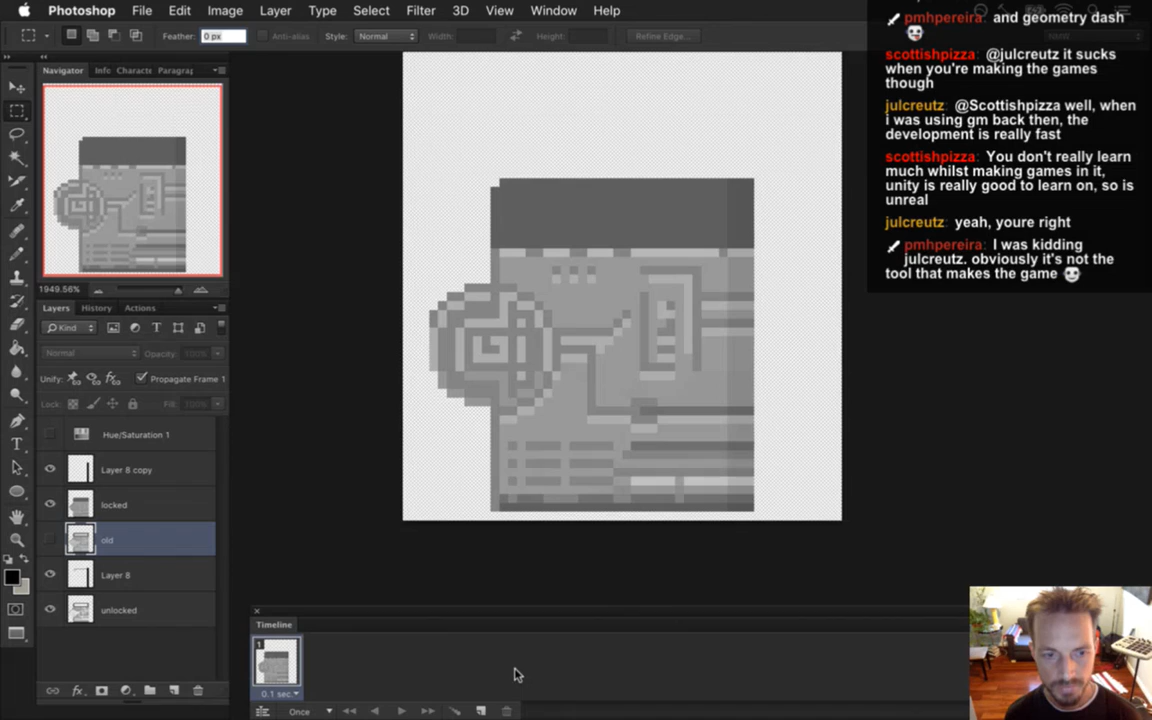 Photoshop File Edit Image Layer Type Select Filter 3D View Window Help
Feather: 0 px Anti-alias Style: Normal Width: Height: Refine Edge...
Navigator Info Characte Paragra
1949.56%
Layers History Actions
Kind
Normal Opacity: 100%
Unify: Propagate Frame 1
Lock: Fill: 100%
Hue/Saturation 1
Layer 8 copy
locked
old
Layer 8
unlocked
fx
Timeline
1
0.1 sec.
Once
pmhpereira: and geometry dash
scottishpizza: @julcreutz it sucks
when you're making the games
though
julcreutz: @Scottishpizza well, when
i was using gm back then, the
development is really fast
scottishpizza: You don't really learn
much whilst making games in it,
unity is really good to learn on, so is
unreal
julcreutz: yeah, youre right
pmhpereira: I was kidding
julcreutz. obviously it's not the
tool that makes the game